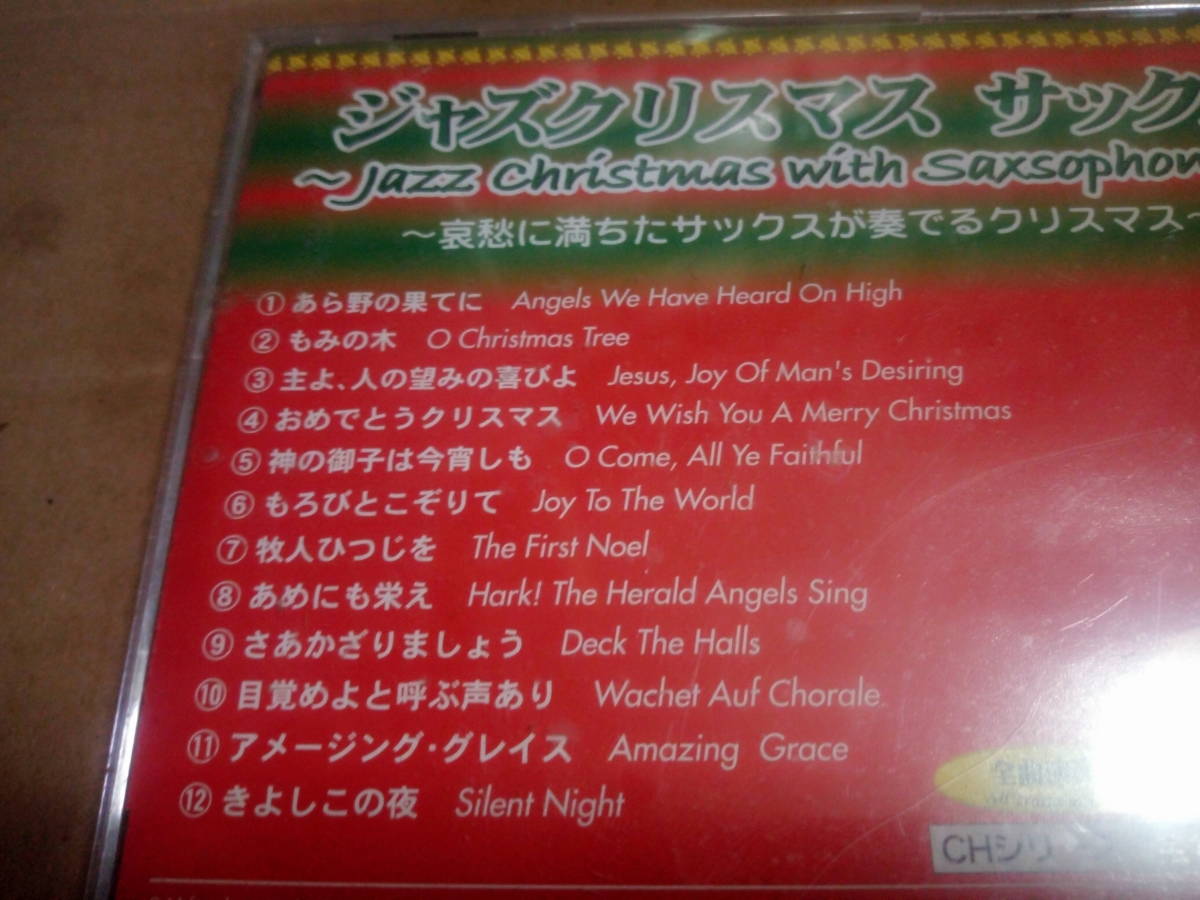 ジャズクリスマス サック
～Jazz Christmas with Saxsophon
～哀愁に満ちたサックスが奏でるクリスマス～
① あら野の果てに Angels We Have Heard On High
② もみの木 O Christmas Tree
③ 主よ、人の望みの喜びよ Jesus, Joy Of Man's Desiring
④ おめでとうクリスマス We Wish You A Merry Christmas
⑤ 神の御子は今宵しも O Come, All Ye Faithful
⑥ もろびとこぞりて Joy To The World
⑦ 牧人ひつじを The First Noel
⑧ あめにも栄え Hark! The Herald Angels Sing
⑨ さあかざりましょう Deck The Halls
⑩ 目覚めよと呼ぶ声あり Wachet Auf Chorale
⑪ アメージング・グレイス Amazing Grace
⑫ きよしこの夜 Silent Night
CHシリーズ